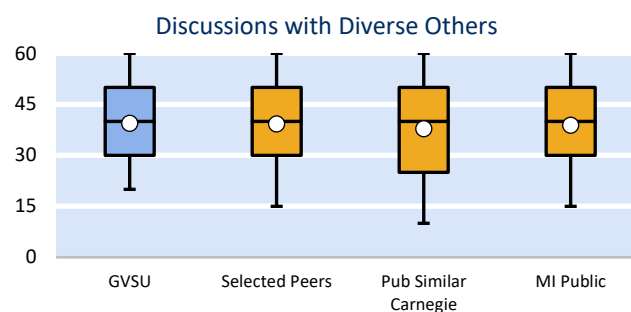 Discussions with Diverse Others
60
45
30
15
0
GVSU
Selected Peers
Pub Similar
Carnegie
MI Public